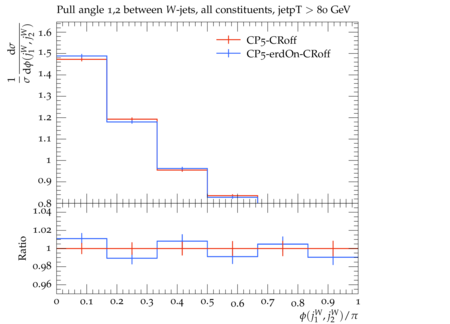 Pull angle 1,2 between W-jets, all constituents, jetpT > 80 GeV
1/σ dσ/dϕ(j₁ᵂ, j₂ᵂ)
CP5-CRoff
CP5-erdOn-CRoff
1.6
1.5
1.4
1.3
1.2
1.1
1
0.9
0.8
1.04
1.02
1
0.98
0.96
Ratio
0 0.1 0.2 0.3 0.4 0.5 0.6 0.7 0.8 0.9 1
ϕ(j₁ᵂ, j₂ᵂ)/π